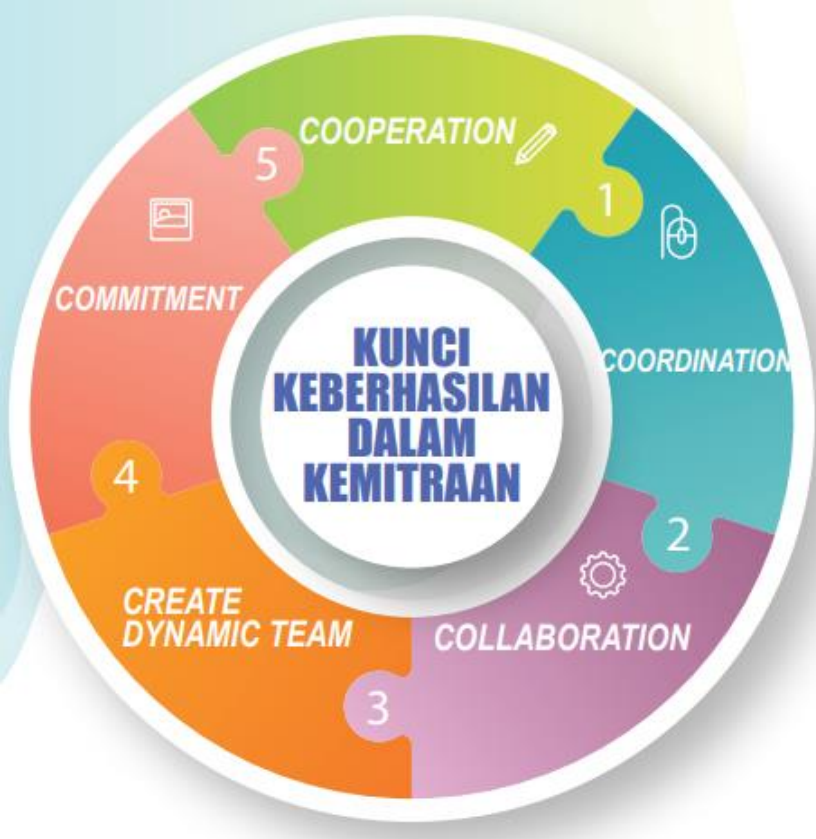 KUNCI
KEBERHASILAN
DALAM
KEMITRAAN
COOPERATION
1
COORDINATION
2
COLLABORATION
3
CREATE
DYNAMIC TEAM
4
COMMITMENT
5